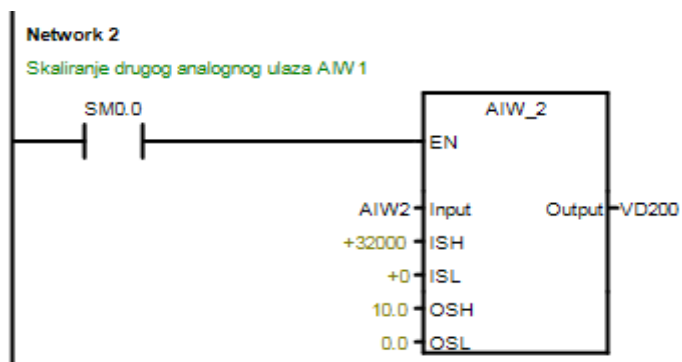 Network 2
Skaliranje drugog analognog ulaza AIW1
SM0.0
AIW_2
EN
AIW2 Input Output VD200
+32000 ISH
+0 ISL
10.0 OSH
0.0 OSL